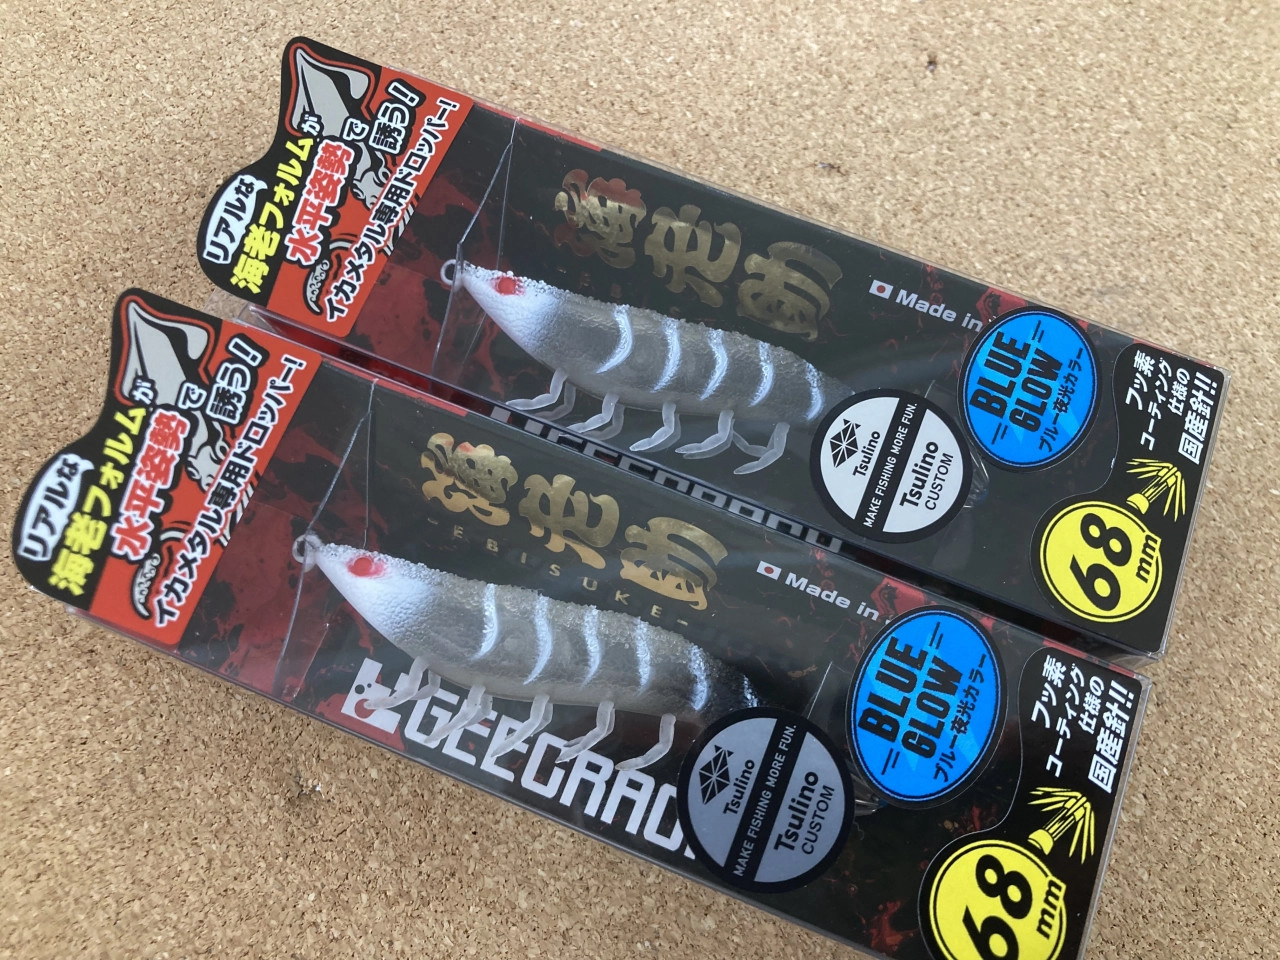 リアルな
海老フォルムが
水平姿勢で
誘う!!
イカメタル専用ドロッパー!
海老助
Made in
BLUE
GLOW
ブルー夜光カラー
フッ素
コーティング
仕様の
国産針!!
68
mm
Tsulino
MAKE FISHING MORE FUN.
Tsulino
CUSTOM
リアルな
海老フォルムが
水平姿勢で
誘う!!
イカメタル専用ドロッパー!
海老助
EBISUKE
Made in
GEECRAC
BLUE
GLOW
ブルー夜光カラー
フッ素
コーティング
仕様の
国産針!!
68
mm
Tsulino
MAKE FISHING MORE FUN.
Tsulino
CUSTOM